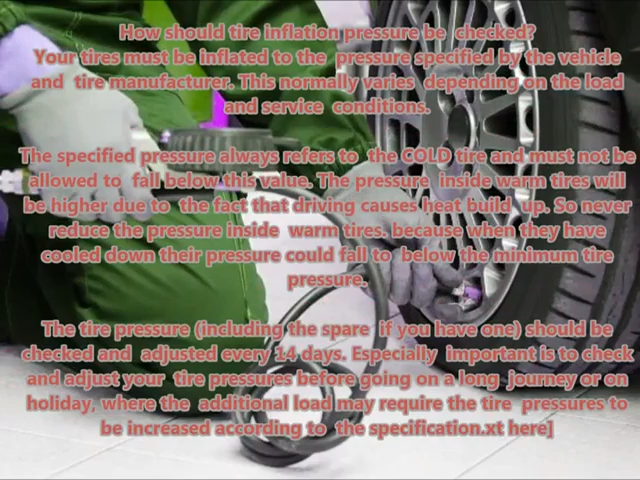 How should tire inflation pressure be checked?
Your tires must be inflated to the pressure specified by the vehicle
and tire manufacturer. This normally varies depending on the load
and service conditions.
The specified pressure always refers to the COLD tire and must not be
allowed to fall below this value. The pressure inside warm tires will
be higher due to the fact that driving causes heat build up. So never
reduce the pressure inside warm tires. because when they have
cooled down their pressure could fall to below the minimum tire
pressure.
The tire pressure (including the spare if you have one) should be
checked and adjusted every 14 days. Especially important is to check
and adjust your tire pressures before going on a long journey or on
holiday, where the additional load may require the tire pressures to
be increased according to the specification.xt here]